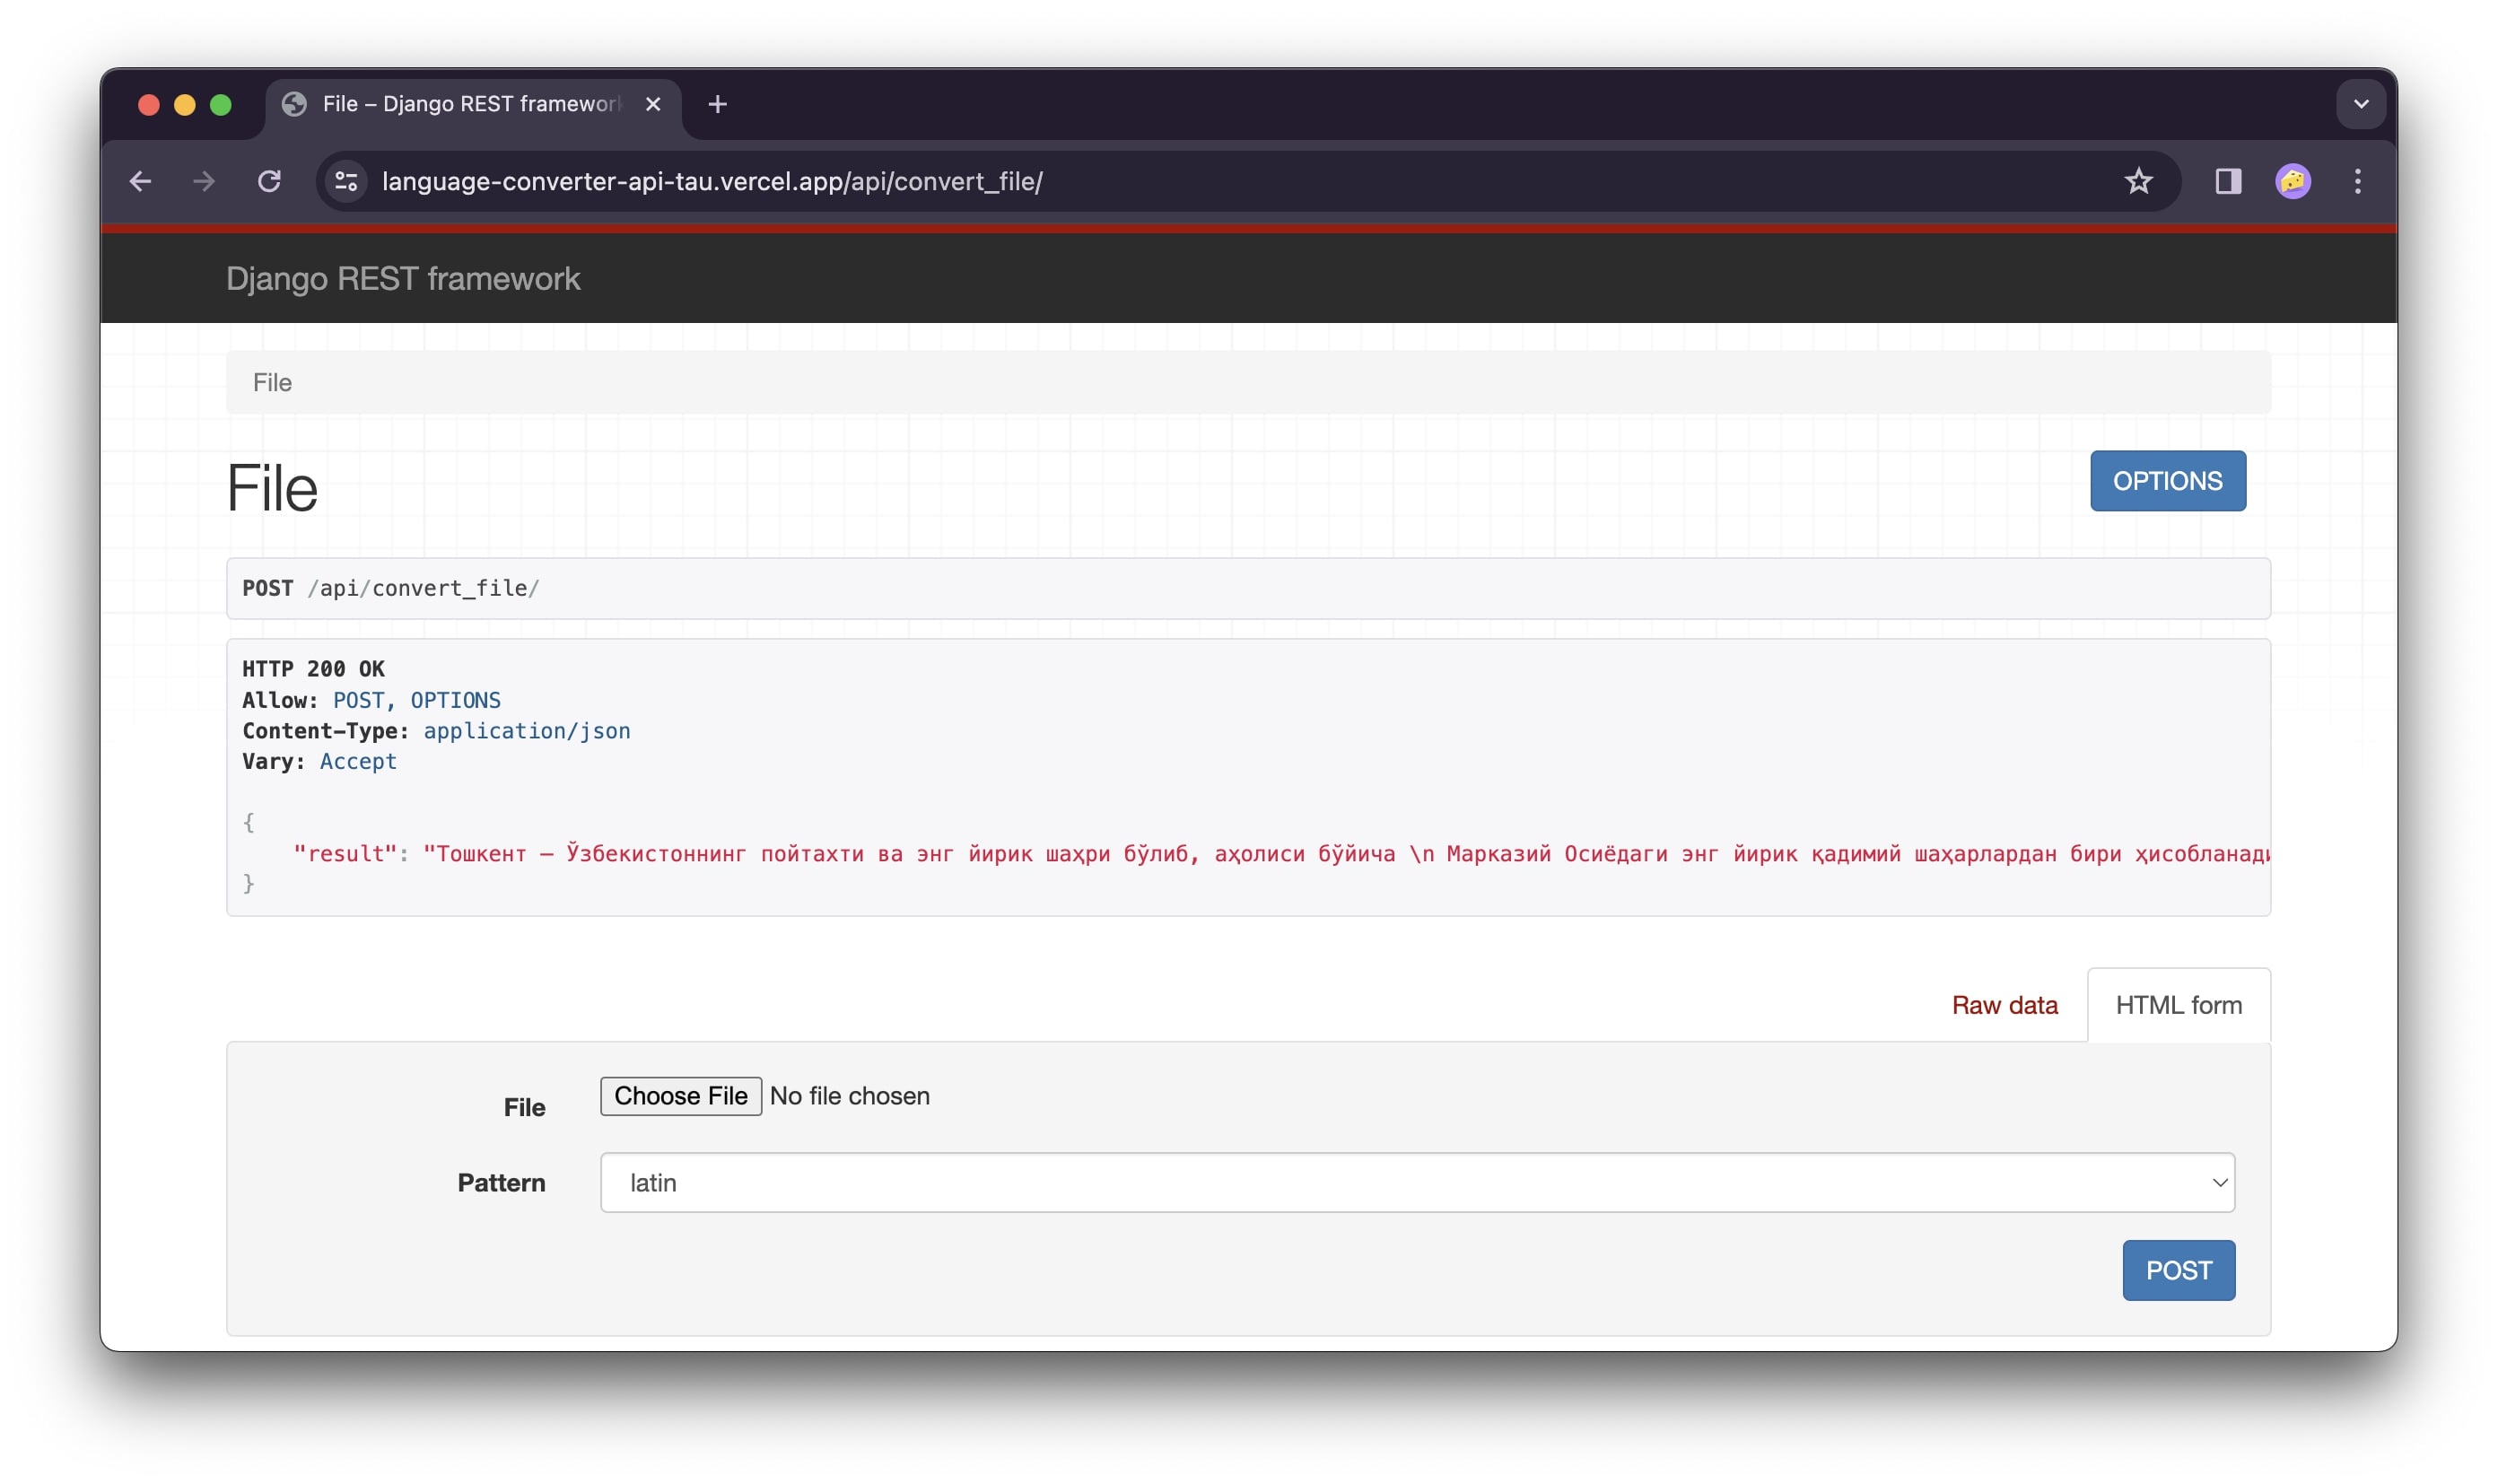 File – Django REST framework
language-converter-api-tau.vercel.app/api/convert_file/
Django REST framework
File
File
OPTIONS
POST /api/convert_file/
HTTP 200 OK
Allow: POST, OPTIONS
Content-Type: application/json
Vary: Accept
{
"result": "Тошкент — Ўзбекистоннинг пойтахти ва энг йирик шаҳри бўлиб, аҳолиси бўйича \n Марказий Осиёдаги энг йирик қадимий шаҳарлардан бири ҳисобланади
}
Raw data
HTML form
File
Choose File No file chosen
Pattern
latin
POST